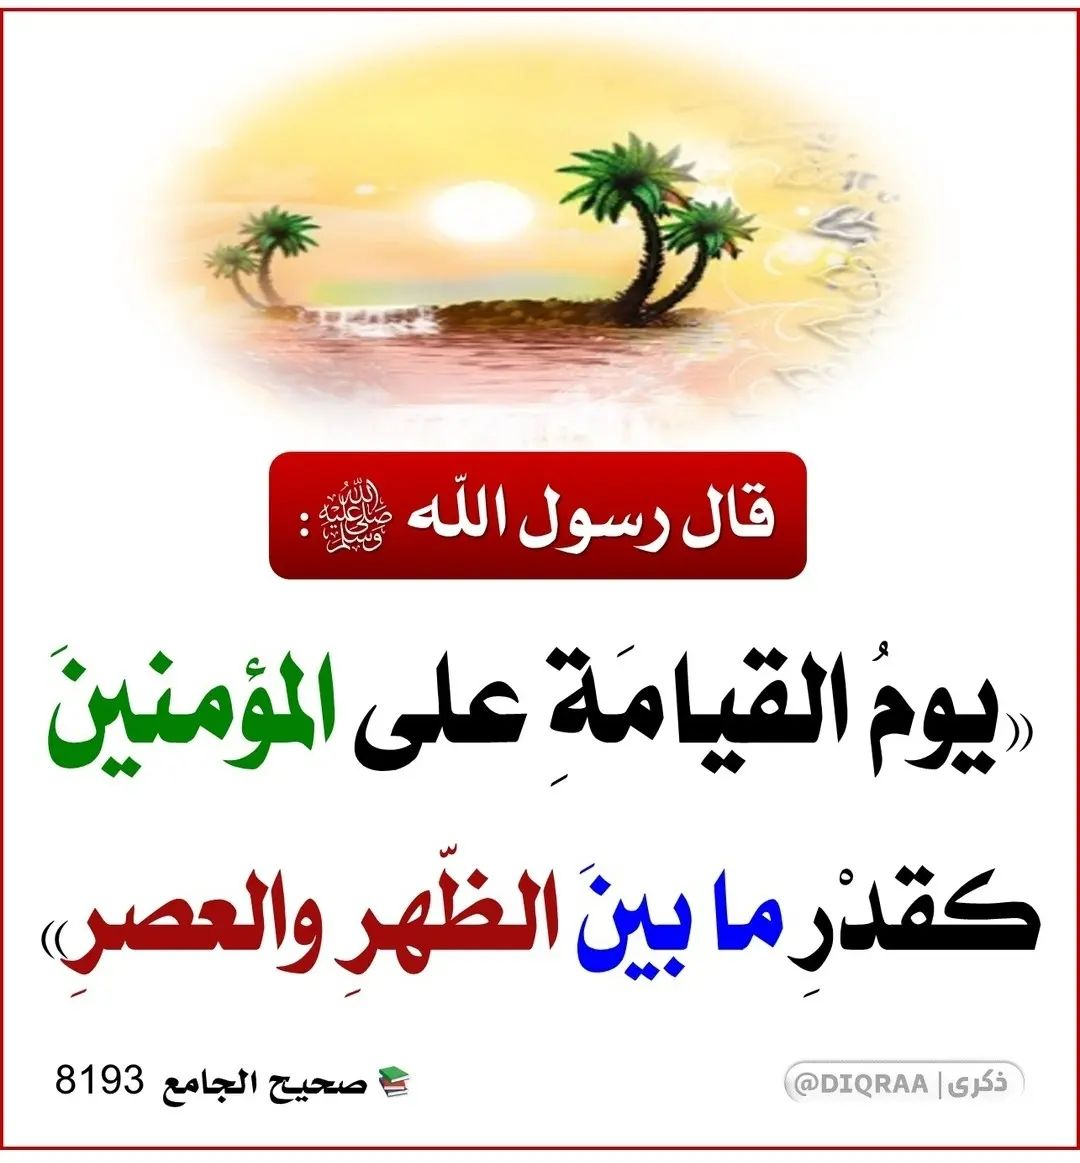 قال رسول الله ﷺ :
((يومُ القيامَةِ على المؤمنينَ
كقدْرِ ما بينَ الظّهرِ والعصرِ))
صحيح الجامع 8193
ذكرى | @DIQRAA